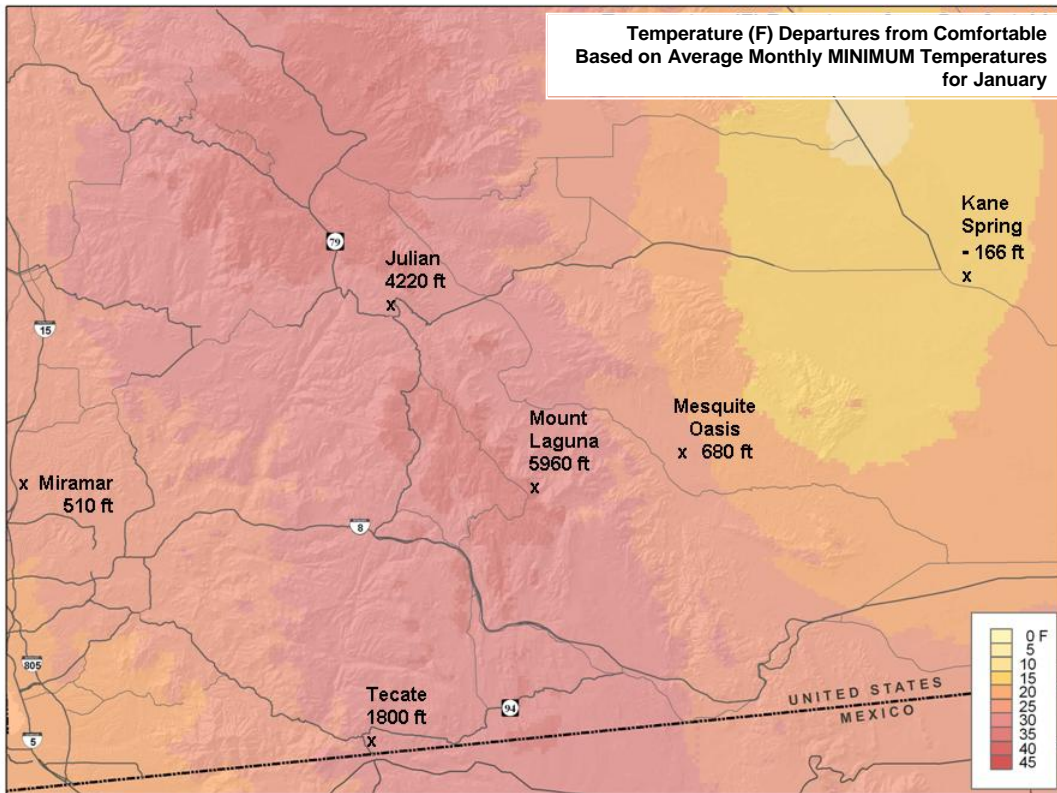 Temperature (F) Departures from Comfortable
Based on Average Monthly MINIMUM Temperatures
for January
Kane
Spring
- 166 ft
x
79
Julian
4220 ft
x
15
Mount
Laguna
5960 ft
x
Mesquite
Oasis
x 680 ft
x Miramar
510 ft
8
805
5
Tecate
1800 ft
x
94
UNITED STATES
MEXICO
0 F
5
10
15
20
25
30
35
40
45